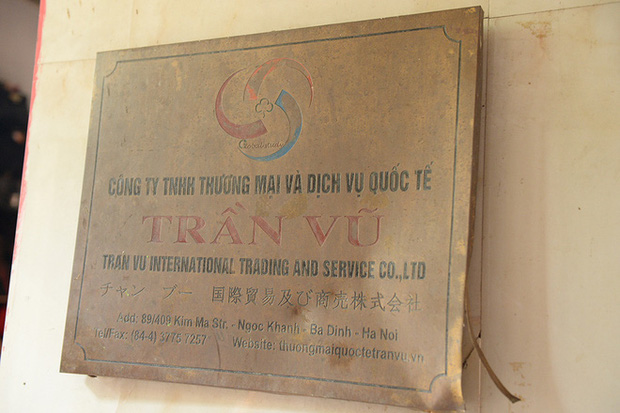 CÔNG TY TNHH THƯƠNG MẠI VÀ DỊCH VỤ QUỐC TẾ
TRẦN VŨ
TRAN VU INTERNATIONAL TRADING AND SERVICE CO.,LTD
チャン ブー 国際貿易及び商売株式会社
Add: 89/409 Kim Ma Str. - Ngoc Khanh - Ba Dinh - Ha Noi
Tel/Fax: (84-4) 3775 7257 Website: thuongmaiquoctetranvu.vn